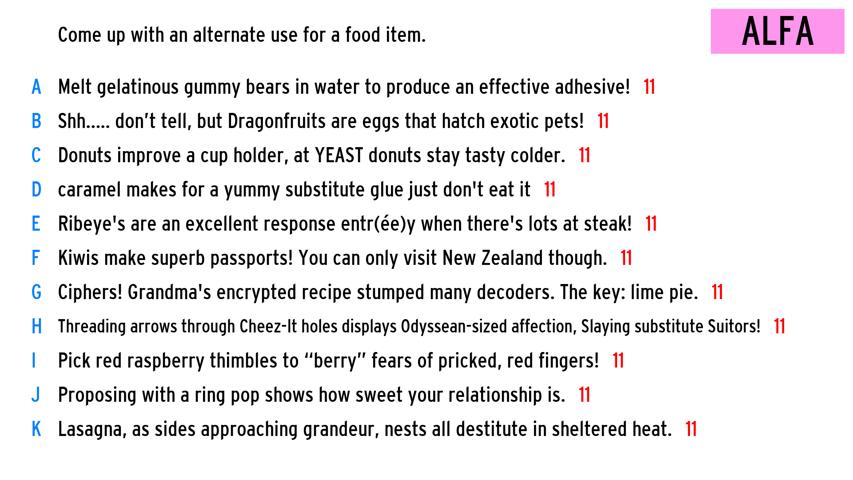 Come up with an alternate use for a food item.
ALFA
A Melt gelatinous gummy bears in water to produce an effective adhesive! 11
B Shh..... don't tell, but Dragonfruits are eggs that hatch exotic pets! 11
C Donuts improve a cup holder, at YEAST donuts stay tasty colder. 11
D caramel makes for a yummy substitute glue just don't eat it 11
E Ribeye's are an excellent response entr(ée)y when there's lots at steak! 11
F Kiwis make superb passports! You can only visit New Zealand though. 11
G Ciphers! Grandma's encrypted recipe stumped many decoders. The key: lime pie. 11
H Threading arrows through Cheez-It holes displays Odyssean-sized affection, Slaying substitute Suitors! 11
I Pick red raspberry thimbles to “berry” fears of pricked, red fingers! 11
J Proposing with a ring pop shows how sweet your relationship is. 11
K Lasagna, as sides approaching grandeur, nests all destitute in sheltered heat. 11